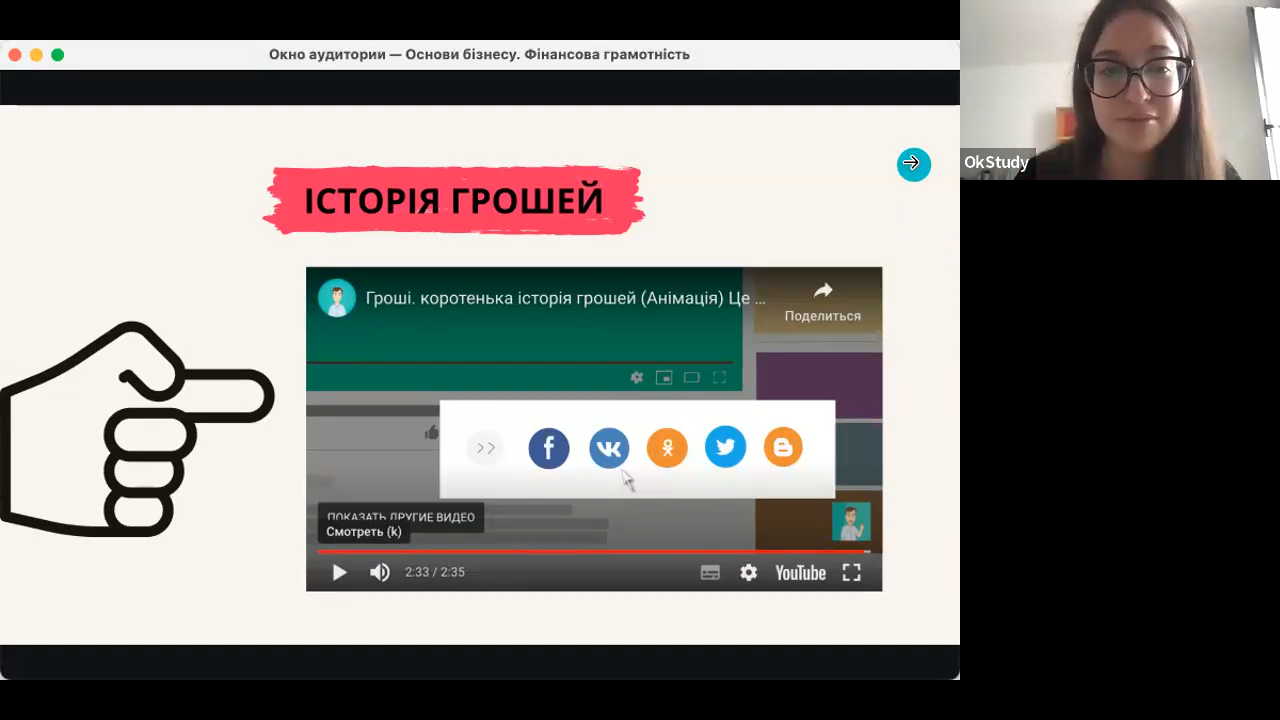 Окно аудитории — Основи бізнесу. Фінансова грамотність
OkStudy
ІСТОРІЯ ГРОШЕЙ
Гроші. коротенька історія грошей (Анімація) Це ...
Поделиться
>>
f
VK
ПОКАЗАТЬ ДРУГИЕ ВИДЕО
Смотреть (k)
2:33 / 2:35
YouTube